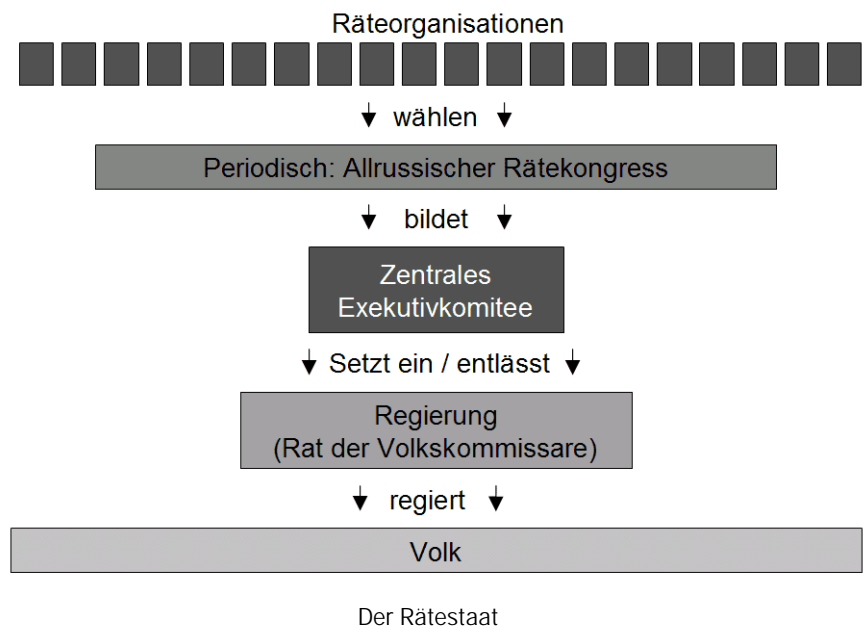 Räteorganisationen
wählen
Periodisch: Allrussischer Rätekongress
bildet
Zentrales
Exekutivkomitee
Setzt ein / entlässt
Regierung
(Rat der Volkskommissare)
regiert
Volk
Der Rätestaat